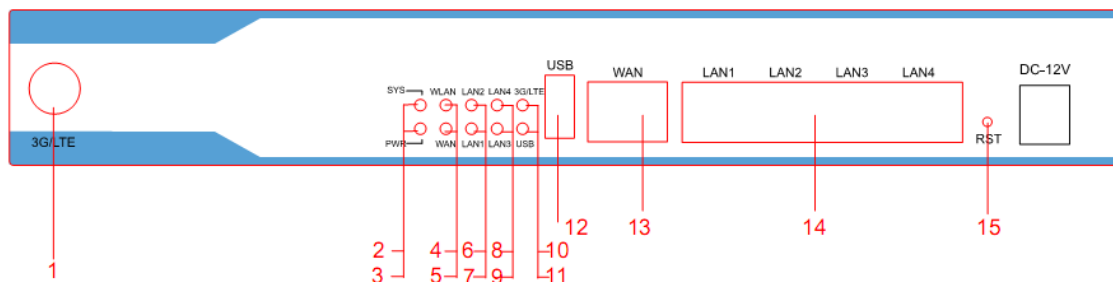 USB
WAN
LAN1 LAN2 LAN3 LAN4
DC-12V
SYS WLAN LAN2 LAN4 3G/LTE
3G/LTE
PWR WAN LAN1 LAN3 USB
RST
12 13 14 15
2 4 6 8 10
1
3 5 7 9 11